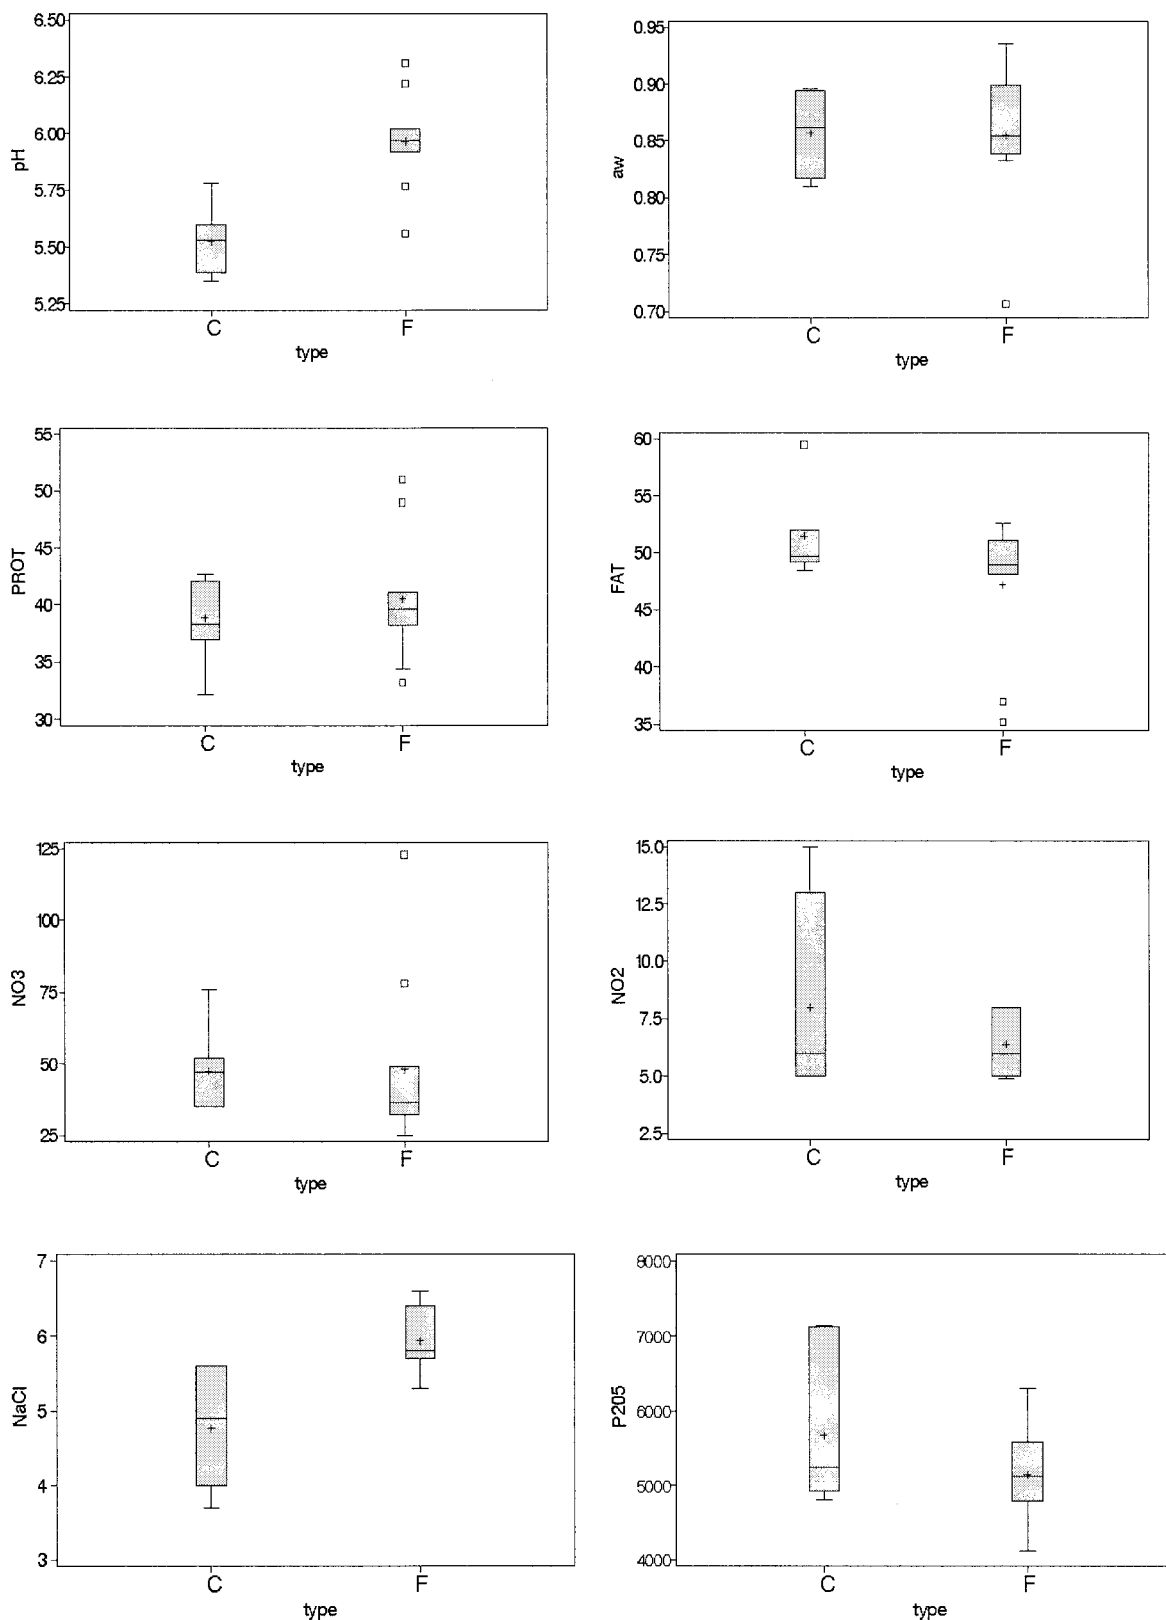 6.50
6.25
6.00
5.75
5.50
5.25
pH
C F
type
0.95
0.90
0.85
0.80
0.75
0.70
aw
C F
type
55
50
45
40
35
30
PROT
C F
type
60
55
50
45
40
35
FAT
C F
type
125
100
75
50
25
NO3
C F
type
15.0
12.5
10.0
7.5
5.0
2.5
NO2
C F
type
7
6
5
4
3
NaCl
C F
type
8000
7000
6000
5000
4000
P205
C F
type